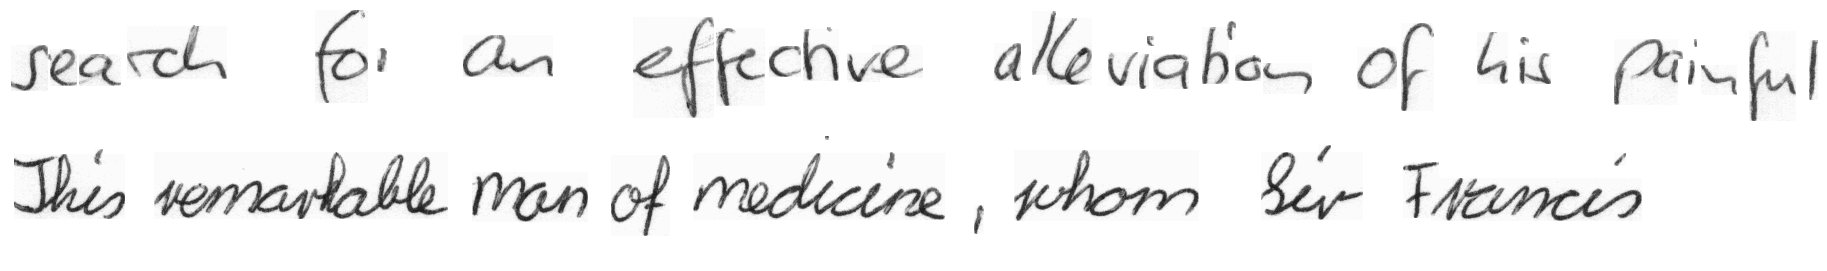 search for an effective alleviation of his painful
This remarkable man of medicine, whom Sir Francis